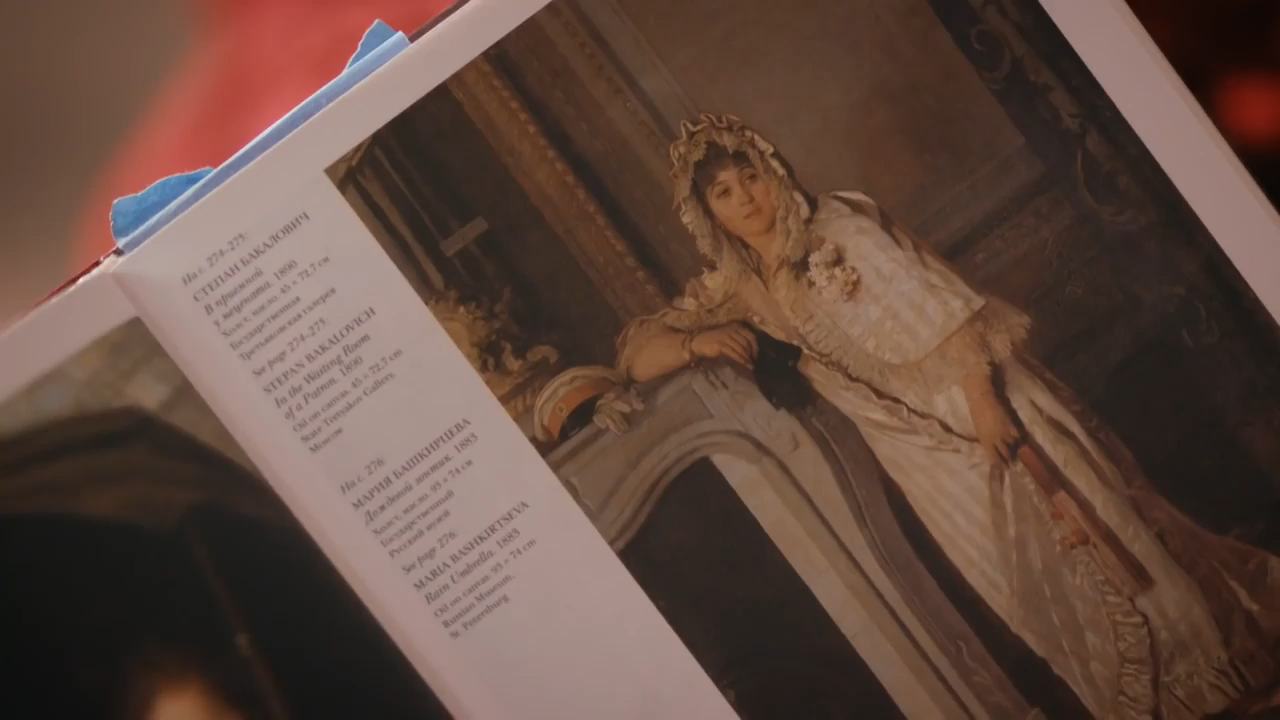 На с. 274–275:
СТЕПАН БАКАЛОВИЧ
В приемной
у мецената. 1890
Холст, масло. 45 × 72,7 см
Государственная
Третьяковская галерея
See page 274–275:
STEPAN BAKALOVICH
In the Waiting Room
of a Patron. 1890
Oil on canvas. 45 × 72,7 cm
State Tretyakov Gallery,
Moscow
На с. 276:
МАРИЯ БАШКИРЦЕВА
Дождевой зонтик. 1883
Холст, масло. 93 × 74 см
Государственный
Русский музей
See page 276:
MARIA BASHKIRTSEVA
Rain Umbrella. 1883
Oil on canvas. 93 × 74 cm
Russian Museum,
St. Petersburg